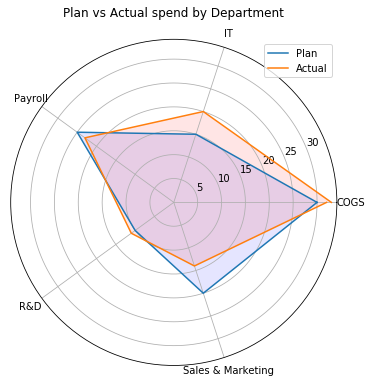 Plan vs Actual spend by Department
IT
Plan
Actual
Payroll
30
25
20
15
10
5
COGS
R&D
Sales & Marketing